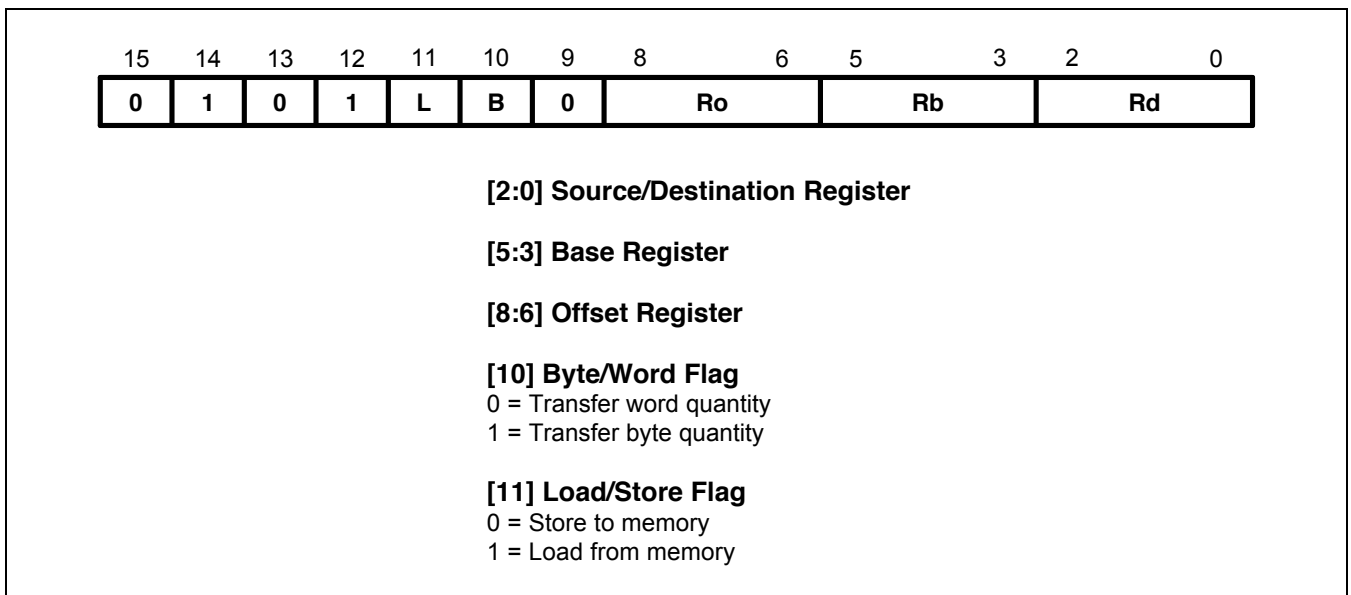 15 14 13 12 11 10 9 8 6 5 3 2 0
0 1 0 1 L B 0 Ro Rb Rd
[2:0] Source/Destination Register
[5:3] Base Register
[8:6] Offset Register
[10] Byte/Word Flag
0 = Transfer word quantity
1 = Transfer byte quantity
[11] Load/Store Flag
0 = Store to memory
1 = Load from memory